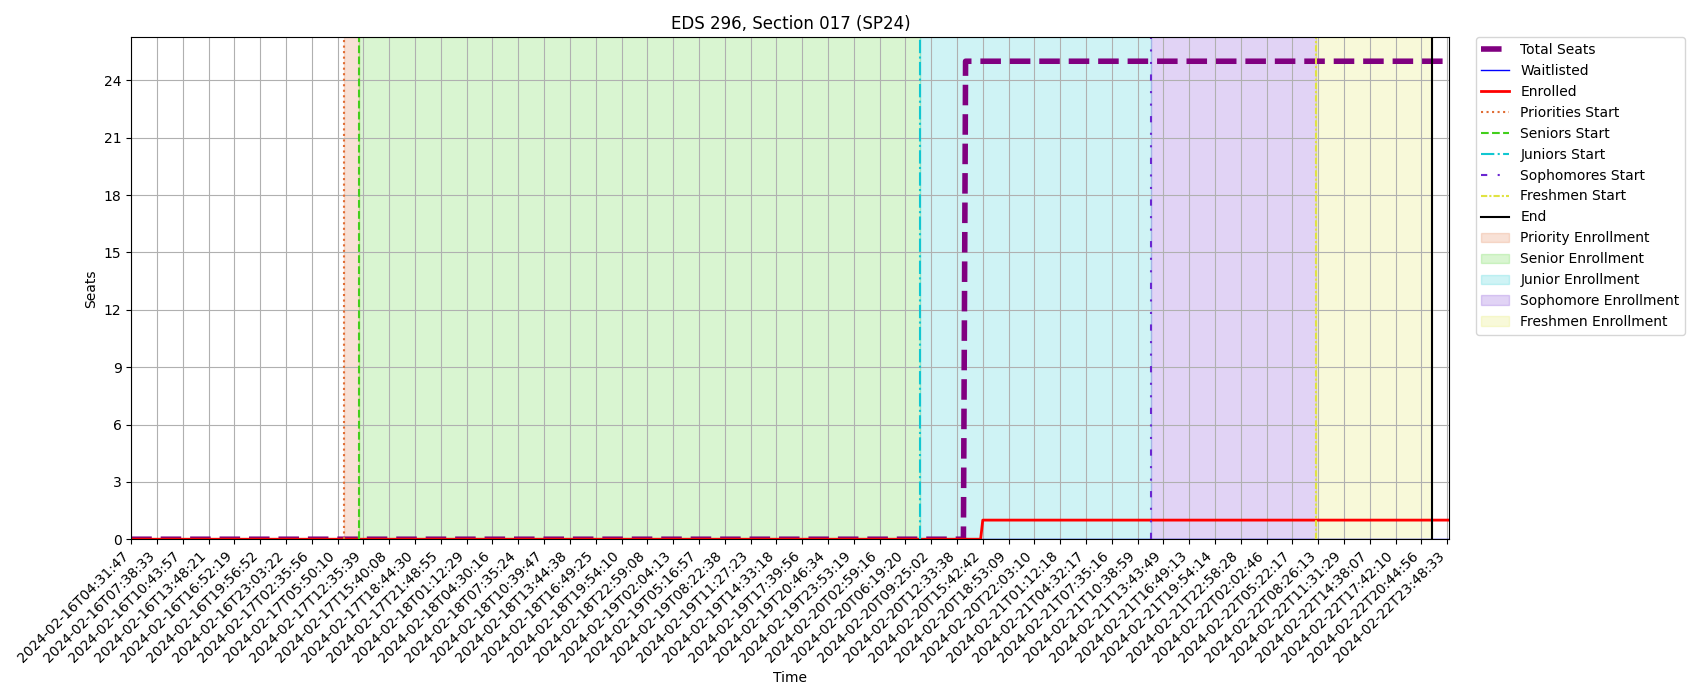 EDS 296, Section 017 (SP24)
24
21
18
15
12
9
6
3
0
Seats
2024-02-16T04:31:47
2024-02-16T07:38:33
2024-02-16T10:43:57
2024-02-16T13:48:21
2024-02-16T16:52:19
2024-02-16T19:56:52
2024-02-16T23:03:22
2024-02-17T02:35:56
2024-02-17T05:50:10
2024-02-17T12:35:39
2024-02-17T15:40:08
2024-02-17T18:44:30
2024-02-17T21:48:55
2024-02-18T01:12:29
2024-02-18T04:30:16
2024-02-18T07:35:24
2024-02-18T10:39:47
2024-02-18T13:44:38
2024-02-18T16:49:25
2024-02-18T19:54:10
2024-02-18T22:59:08
2024-02-19T02:04:13
2024-02-19T05:16:57
2024-02-19T08:22:38
2024-02-19T11:27:23
2024-02-19T14:33:18
2024-02-19T17:39:56
2024-02-19T20:46:34
2024-02-19T23:53:19
2024-02-20T02:59:16
2024-02-20T06:19:20
2024-02-20T09:25:02
2024-02-20T12:33:38
2024-02-20T15:42:42
2024-02-20T18:53:09
2024-02-20T22:03:10
2024-02-21T01:12:18
2024-02-21T04:32:17
2024-02-21T07:35:16
2024-02-21T10:38:59
2024-02-21T13:43:49
2024-02-21T16:49:13
2024-02-21T19:54:14
2024-02-21T22:58:28
2024-02-22T02:02:46
2024-02-22T05:22:17
2024-02-22T08:26:13
2024-02-22T11:31:29
2024-02-22T14:38:07
2024-02-22T17:42:10
2024-02-22T20:44:56
2024-02-22T23:48:33
Time
Total Seats
Waitlisted
Enrolled
Priorities Start
Seniors Start
Juniors Start
Sophomores Start
Freshmen Start
End
Priority Enrollment
Senior Enrollment
Junior Enrollment
Sophomore Enrollment
Freshmen Enrollment